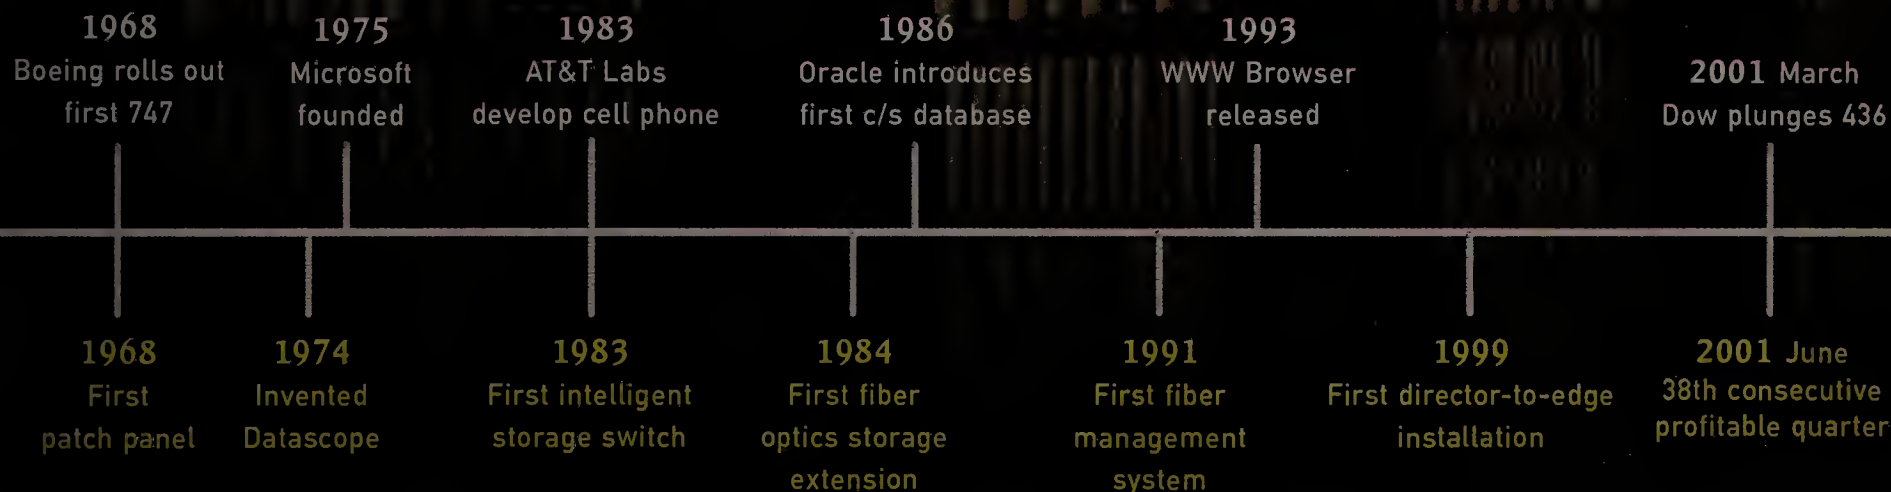 1968
Boeing rolls out
first 747
1975
Microsoft
founded
1983
AT&T Labs
develop cell phone
1986
Oracle introduces
first c/s database
1993
WWW Browser
released
2001 March
Dow plunges 436
1968
First
patch panel
1974
Invented
Datascope
1983
First intelligent
storage switch
1984
First fiber
optics storage
extension
1991
First fiber
management
system
1999
First director-to-edge
installation
2001 June
38th consecutive
profitable quarter